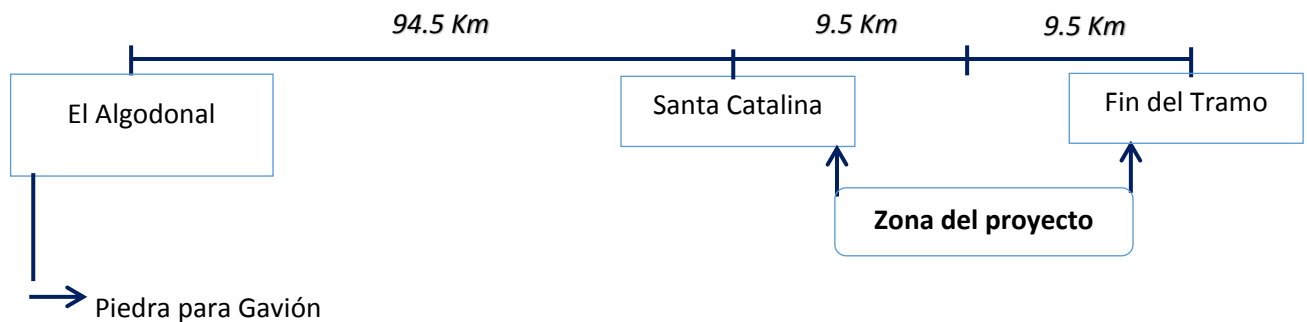 94.5 Km
9.5 Km
9.5 Km
El Algodonal
Santa Catalina
Fin del Tramo
Zona del proyecto
Piedra para Gavión